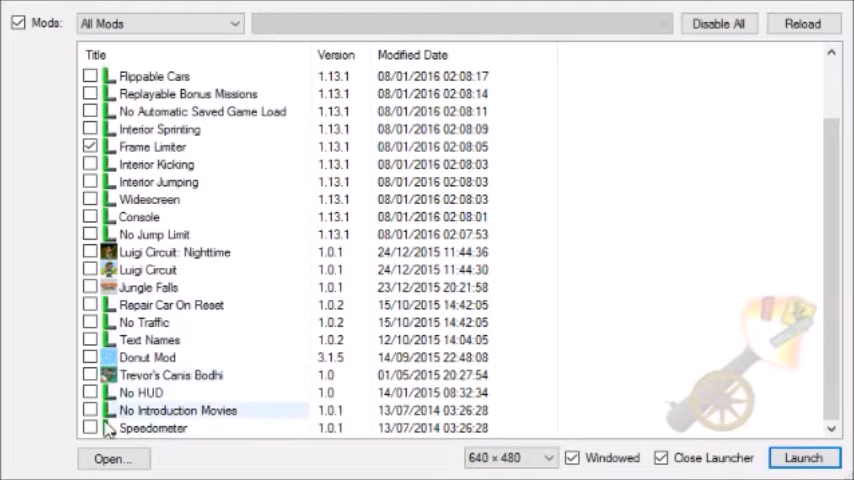 Mods: All Mods Disable All Reload
Title Version Modified Date
Flippable Cars 1.13.1 08/01/2016 02:08:17
Replayable Bonus Missions 1.13.1 08/01/2016 02:08:14
No Automatic Saved Game Load 1.13.1 08/01/2016 02:08:11
Interior Sprinting 1.13.1 08/01/2016 02:08:09
Frame Limiter 1.13.1 08/01/2016 02:08:05
Interior Kicking 1.13.1 08/01/2016 02:08:03
Interior Jumping 1.13.1 08/01/2016 02:08:03
Widescreen 1.13.1 08/01/2016 02:08:03
Console 1.13.1 08/01/2016 02:08:01
No Jump Limit 1.13.1 08/01/2016 02:07:53
Luigi Circuit: Nighttime 1.0.1 24/12/2015 11:44:36
Luigi Circuit 1.0.1 24/12/2015 11:44:30
Jungle Falls 1.0.1 23/12/2015 20:21:58
Repair Car On Reset 1.0.2 15/10/2015 14:42:05
No Traffic 1.0.2 15/10/2015 14:42:05
Text Names 1.0.2 12/10/2015 14:04:05
Donut Mod 3.1.5 14/09/2015 22:48:08
Trevor's Canis Bodhi 1.0 01/05/2015 20:27:54
No HUD 1.0 14/01/2015 08:32:34
No Introduction Movies 1.0.1 13/07/2014 03:26:28
Speedometer 1.0.1 13/07/2014 03:26:28
Open... 640 × 480 Windowed Close Launcher Launch